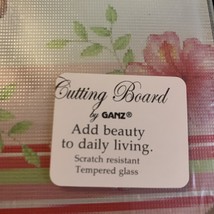 Cutting Board
by GANZ®
Add beauty
to daily living.
Scratch resistant
Tempered glass